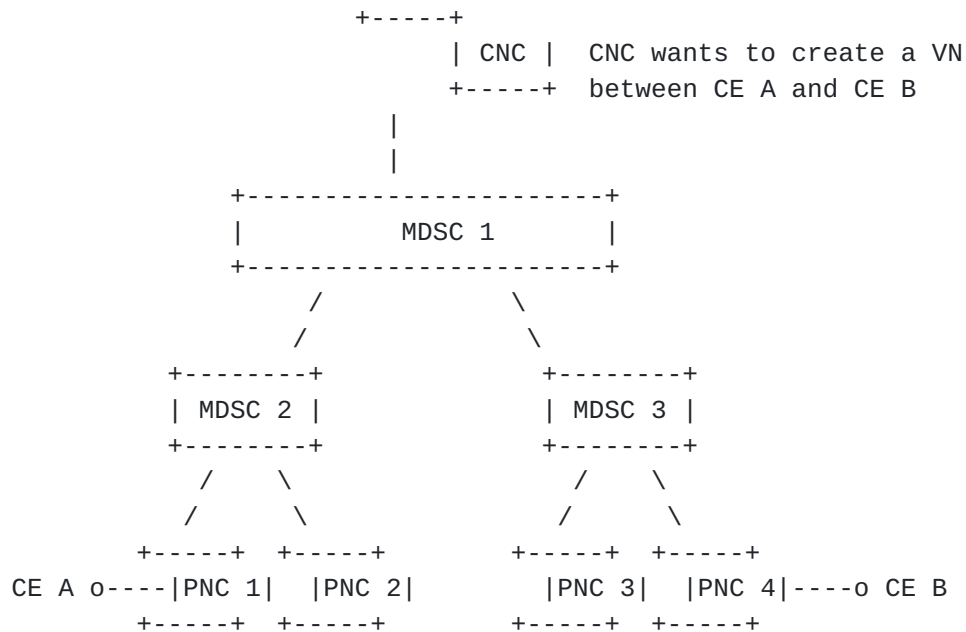 +-----+
| CNC |  CNC wants to create a VN
+-----+  between CE A and CE B
|
|
+-----------------------+
|          MDSC 1       |
+-----------------------+
/            \
/              \
+--------+              +--------+
| MDSC 2 |              | MDSC 3 |
+--------+              +--------+
/    \                  /    \
/      \                /      \
+-----+  +-----+        +-----+  +-----+
CE A o----|PNC 1|  |PNC 2|        |PNC 3|  |PNC 4|----o CE B
+-----+  +-----+        +-----+  +-----+